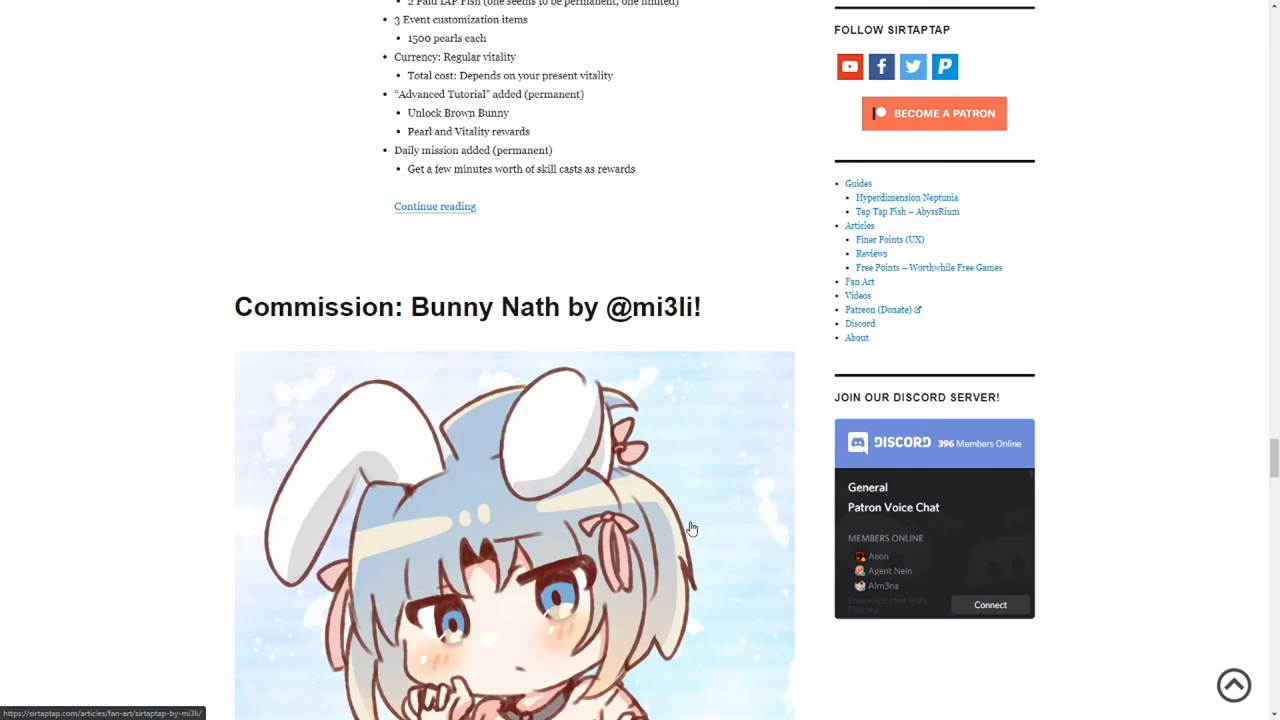 2 Paid IAP Fish (one seems to be permanent, one limited)
3 Event customization items
1500 pearls each
Currency: Regular vitality
Total cost: Depends on your present vitality
“Advanced Tutorial” added (permanent)
Unlock Brown Bunny
Pearl and Vitality rewards
Daily mission added (permanent)
Get a few minutes worth of skill casts as rewards
Continue reading
Commission: Bunny Nath by @mi3li!
FOLLOW SIRTAPTAP
BECOME A PATRON
Guides
Hyperdimension Neptunia
Tap Tap Fish – AbyssRium
Articles
Finer Points (UX)
Reviews
Free Points – Worthwhile Free Games
Fan Art
Videos
Patreon (Donate)
Discord
About
JOIN OUR DISCORD SERVER!
DISCORD 396 Members Online
General
Patron Voice Chat
MEMBERS ONLINE
Aeon
Agent Nein
Alm3na
Free voice chat from
Discord!
Connect
https://sirtaptap.com/articles/fan-art/sirtaptap-by-mi3li/